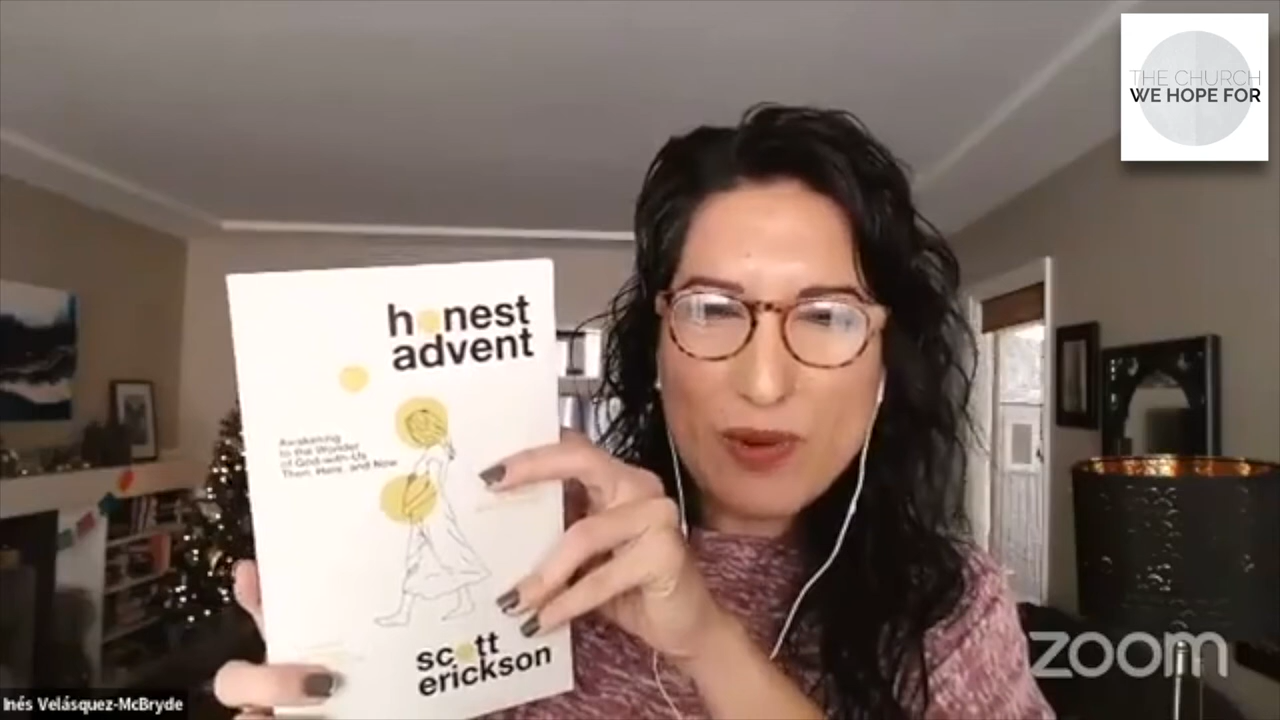 THE CHURCH
WE HOPE FOR
honest
advent
Awakening
to the Wonder
of God-with-Us
Then, Here, and Now
scott
erickson
Inés Velásquez-McBryde
zoom